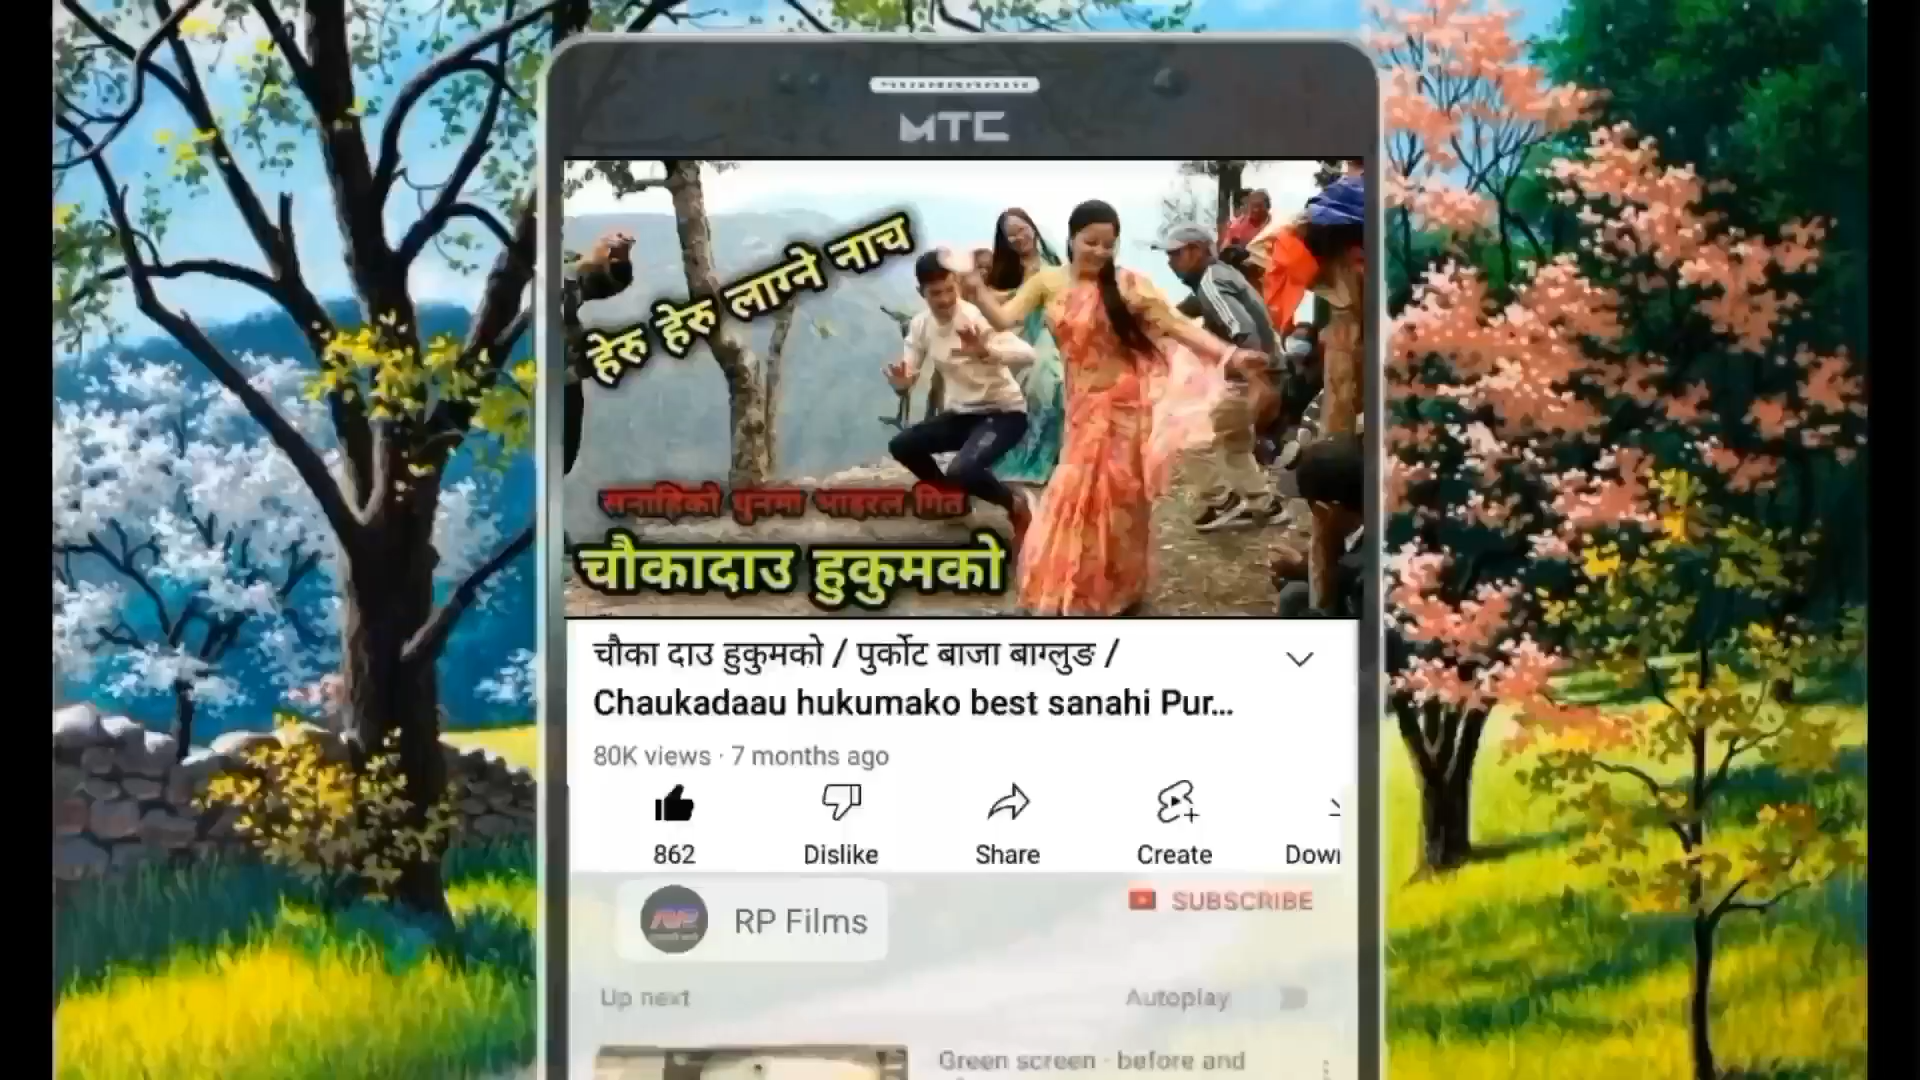 MTC
हेरु हेरु लाग्ने नाच
सनाहिको धुनमा भाइरल गित
चौकादाउ हुकुमको
चौका दाउ हुकुमको / पुर्कोट बाजा बाग्लुङ /
Chaukadaau hukumako best sanahi Pur...
80K views · 7 months ago
862 Dislike Share Create
RP Films
SUBSCRIBE
Up next Autoplay
Green screen - before and